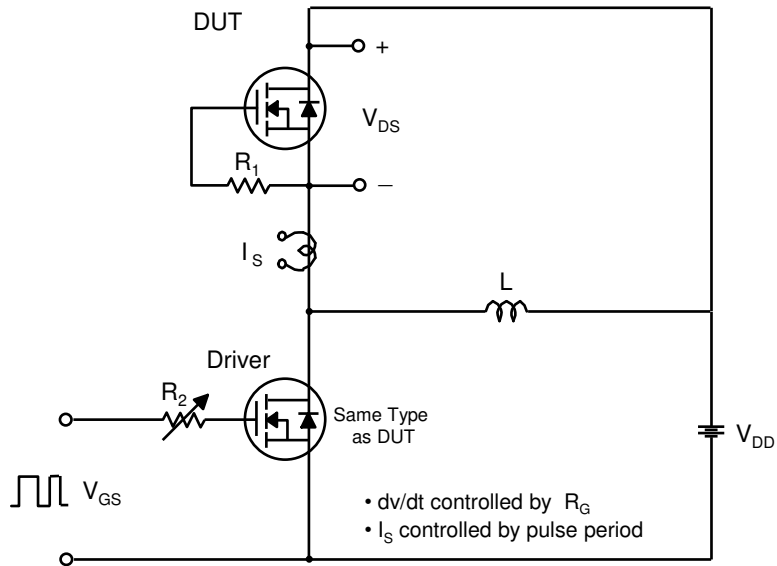 DUT
+
V_DS
R_1
−
I_S
L
Driver
R_2
Same Type
as DUT
V_DD
V_GS
• dv/dt controlled by R_G
• I_S controlled by pulse period